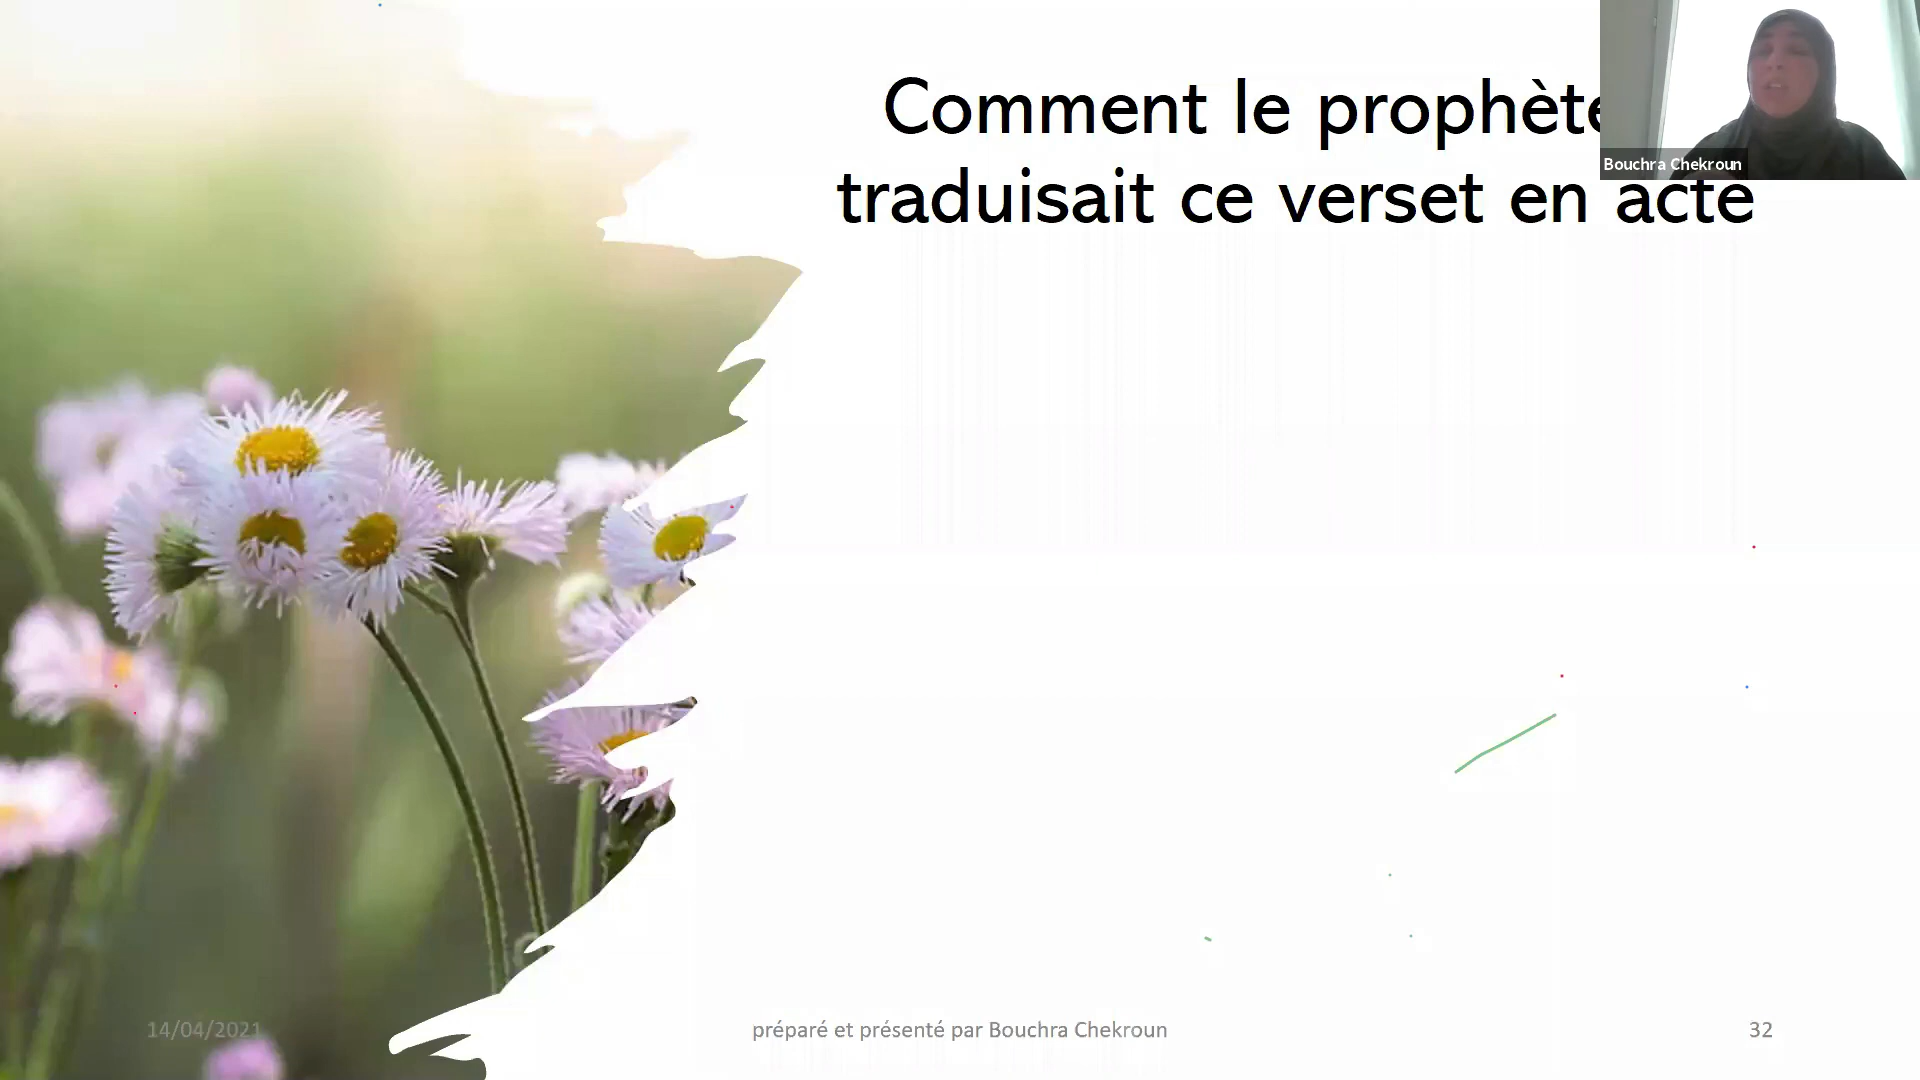 Comment le prophète
traduisait ce verset en acte
Bouchra Chekroun
14/04/2021
préparé et présenté par Bouchra Chekroun
32